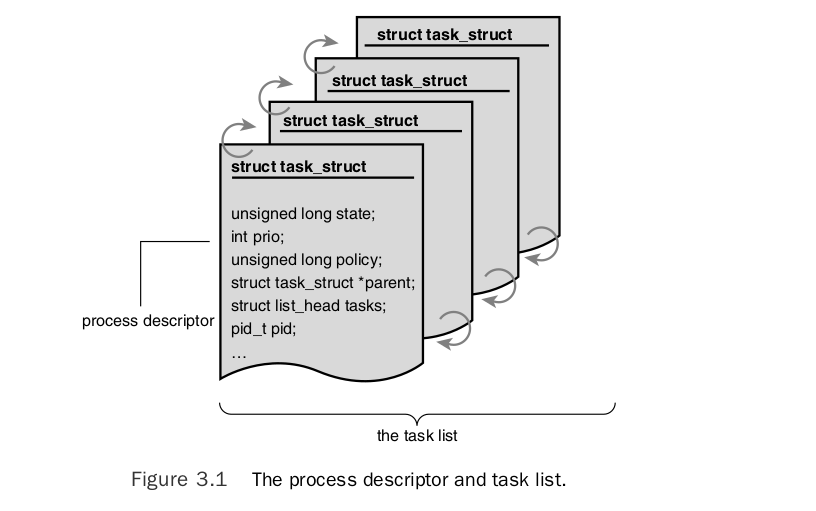 struct task_struct
struct task_struct
struct task_struct
struct task_struct
unsigned long state;
int prio;
unsigned long policy;
struct task_struct *parent;
struct list_head tasks;
pid_t pid;
…
process descriptor
the task list
Figure 3.1 The process descriptor and task list.